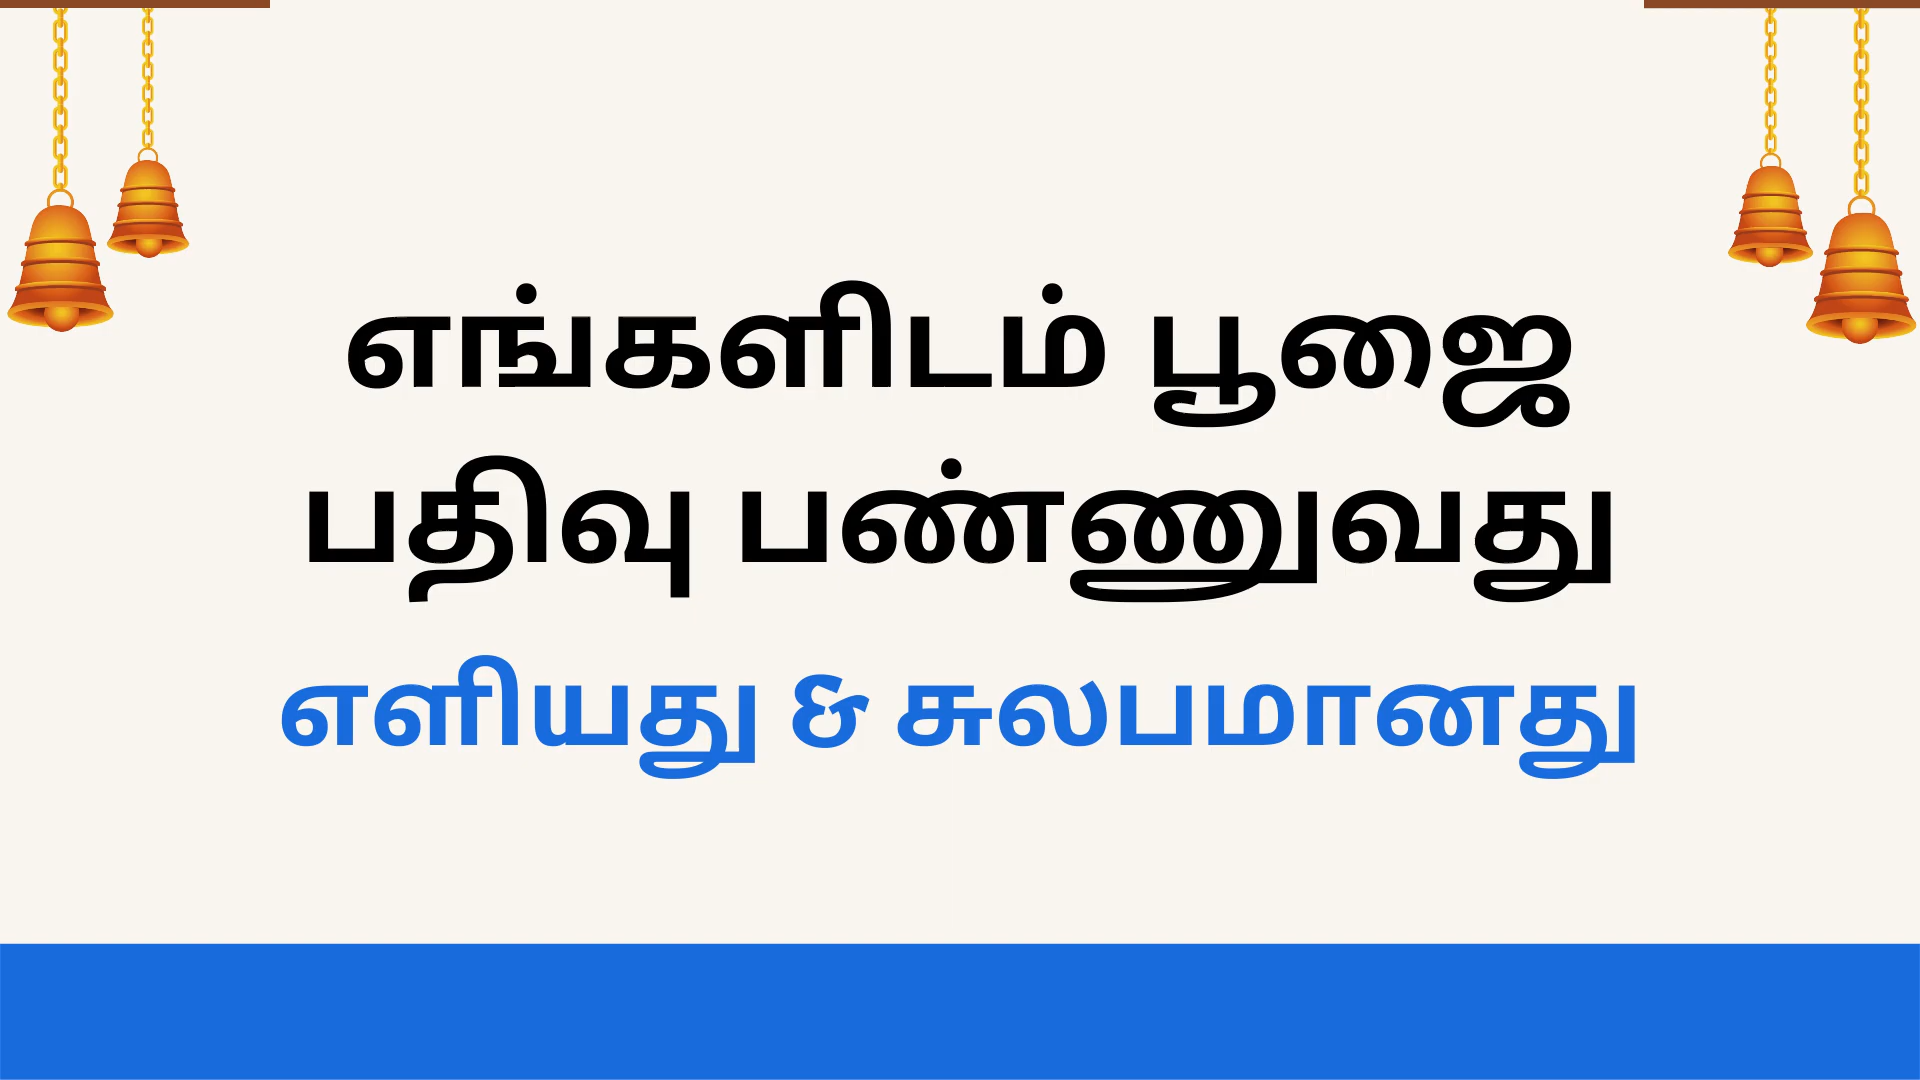 எங்களிடம் பூஜை
பதிவு பண்ணுவது
எளியது & சுலபமானது